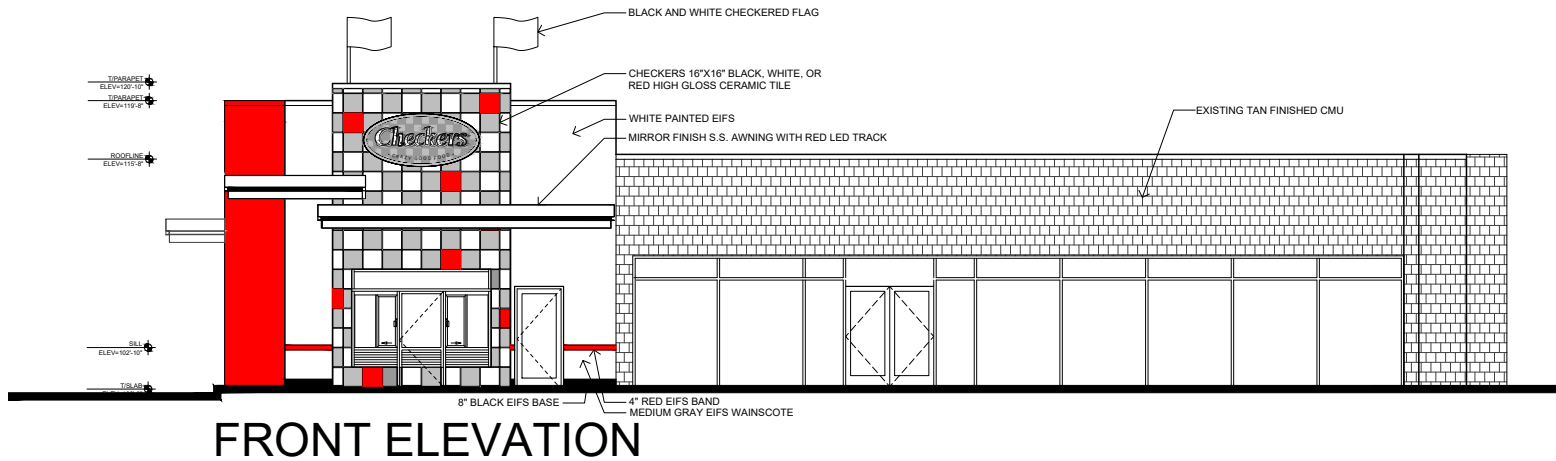 BLACK AND WHITE CHECKERED FLAG
T/PARAPET
ELEV=120'-10"
CHECKERS 16"X16" BLACK, WHITE, OR
RED HIGH GLOSS CERAMIC TILE
T/PARAPET
ELEV=119'-8"
EXISTING TAN FINISHED CMU
WHITE PAINTED EIFS
Checkers
MIRROR FINISH S.S. AWNING WITH RED LED TRACK
ROOFLINE
ELEV=115'-8"
SILL
ELEV=102'-10"
T/SLAB
8" BLACK EIFS BASE
4" RED EIFS BAND
MEDIUM GRAY EIFS WAINSCOTE
FRONT ELEVATION